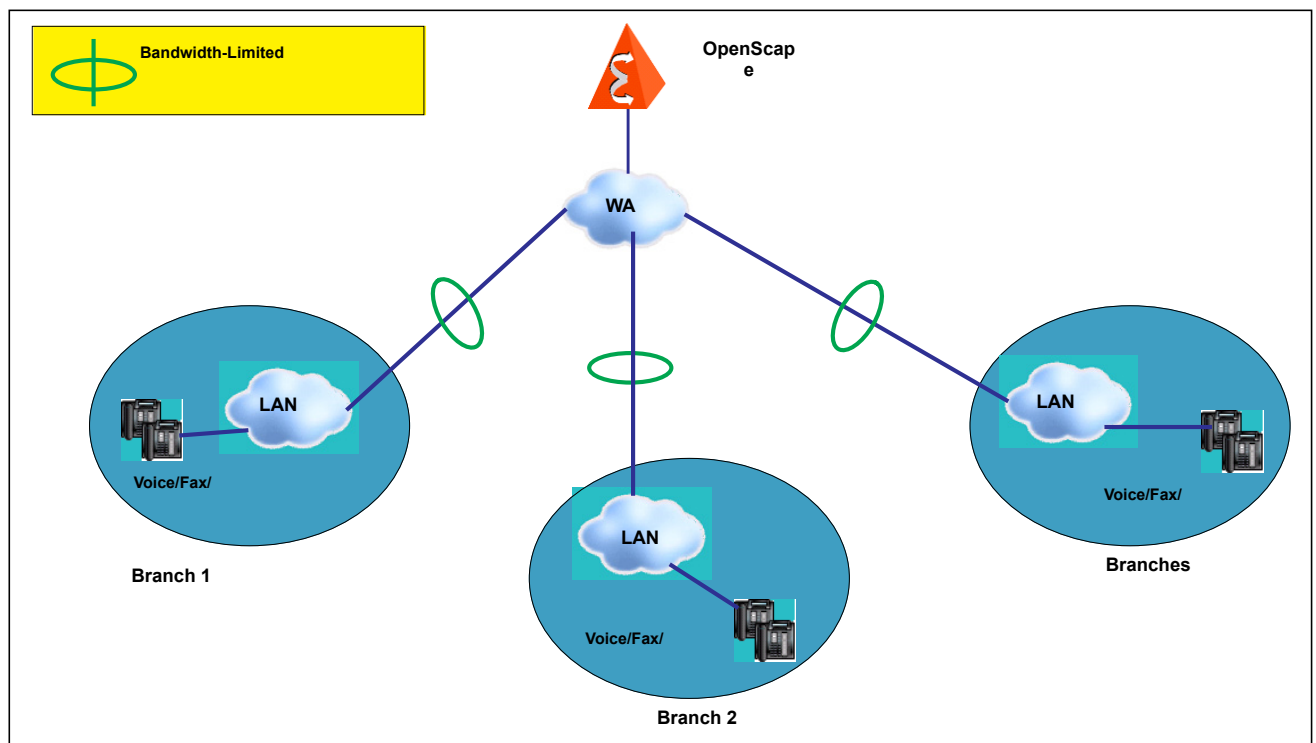 Bandwidth-Limited
OpenScap
e
WA
LAN
Voice/Fax/
Branch 1
LAN
Voice/Fax/
Branch 2
LAN
Voice/Fax/
Branches